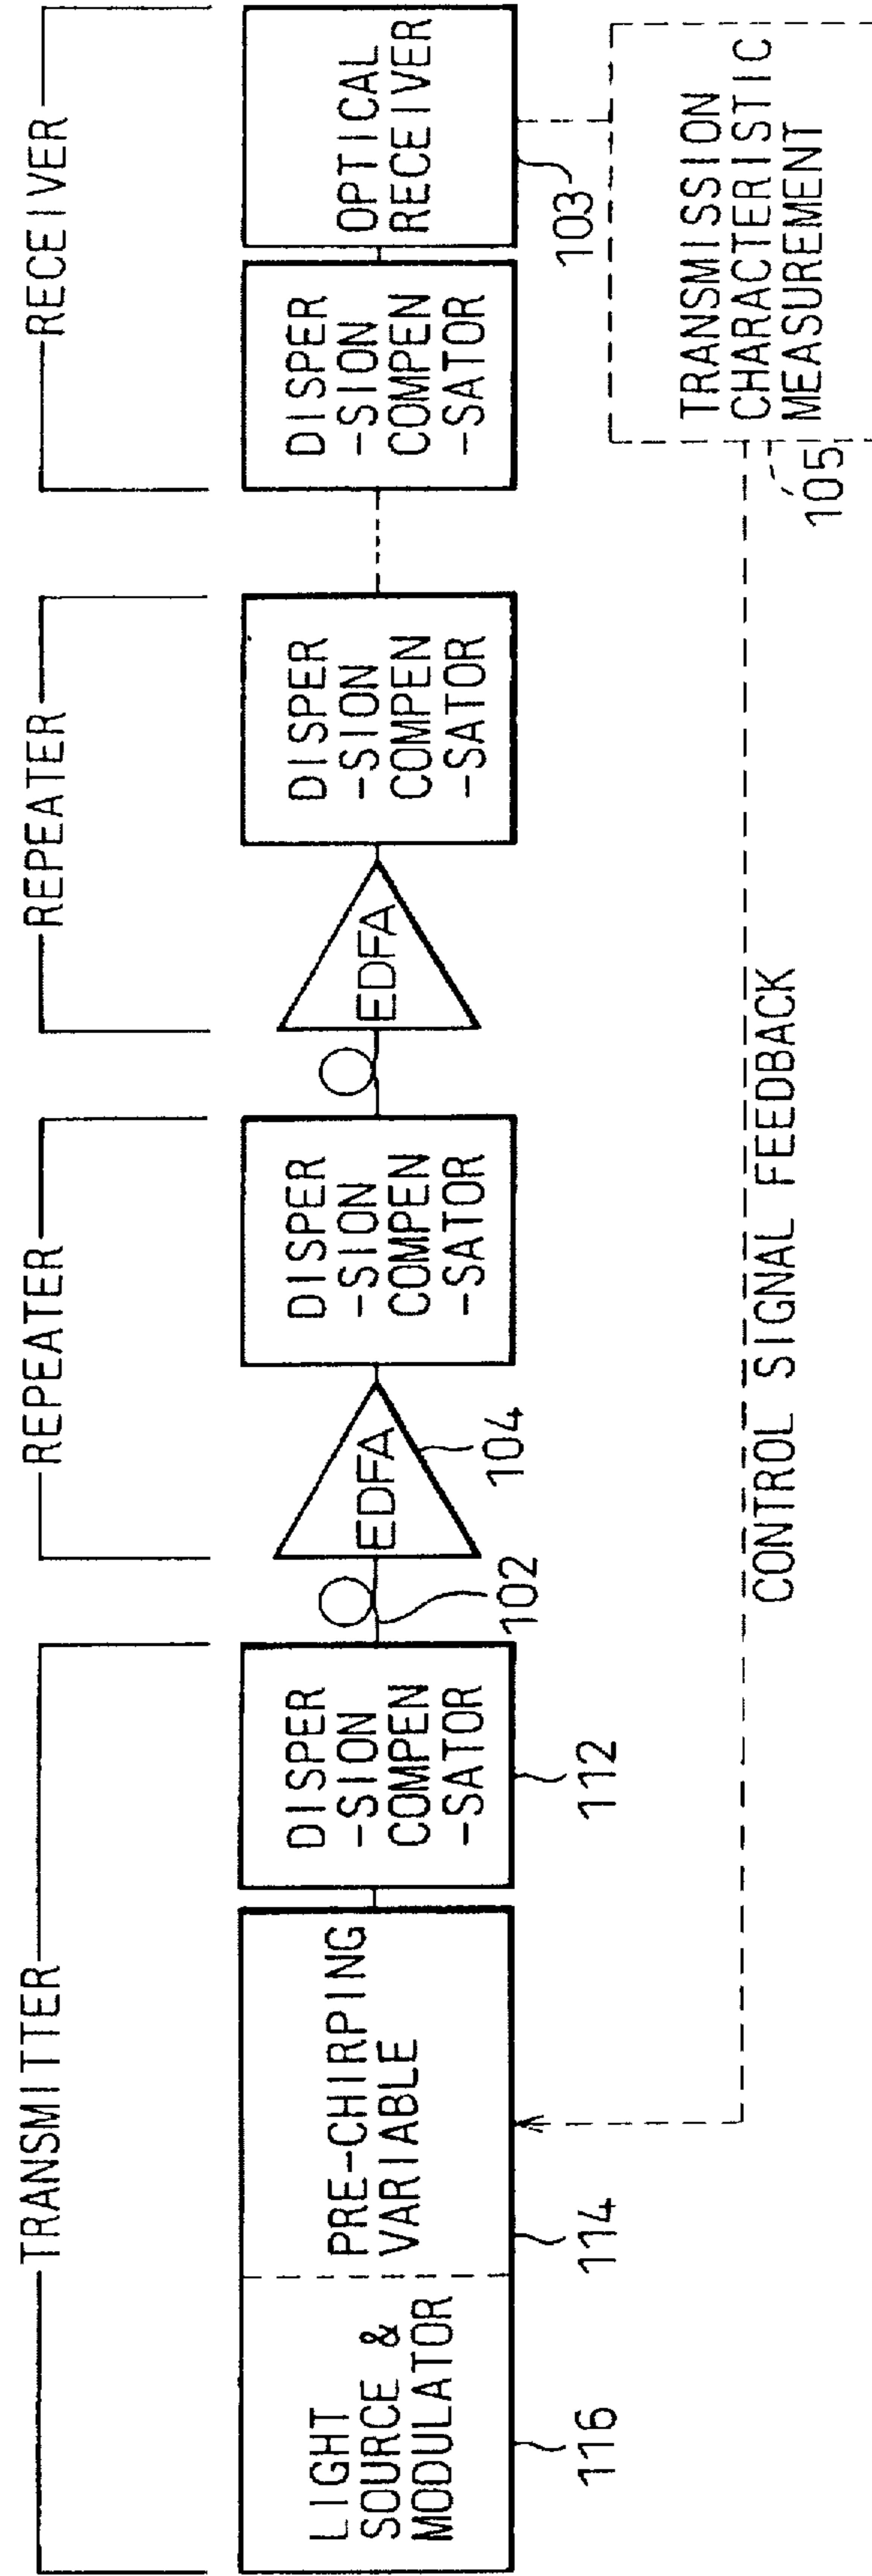 TRANSMITTER
REPEATER
REPEATER
RECEIVER
LIGHT
SOURCE &
MODULATOR
PRE-CHIRPING
VARIABLE
DISPER
-SION
COMPEN
-SATOR
EDFA
DISPER
-SION
COMPEN
-SATOR
EDFA
DISPER
-SION
COMPEN
-SATOR
DISPER
-SION
COMPEN
-SATOR
OPTICAL
RECEIVER
116
114
112
102
104
103
TRANSMISSION
CHARACTERISTIC
MEASUREMENT
105
CONTROL SIGNAL FEEDBACK